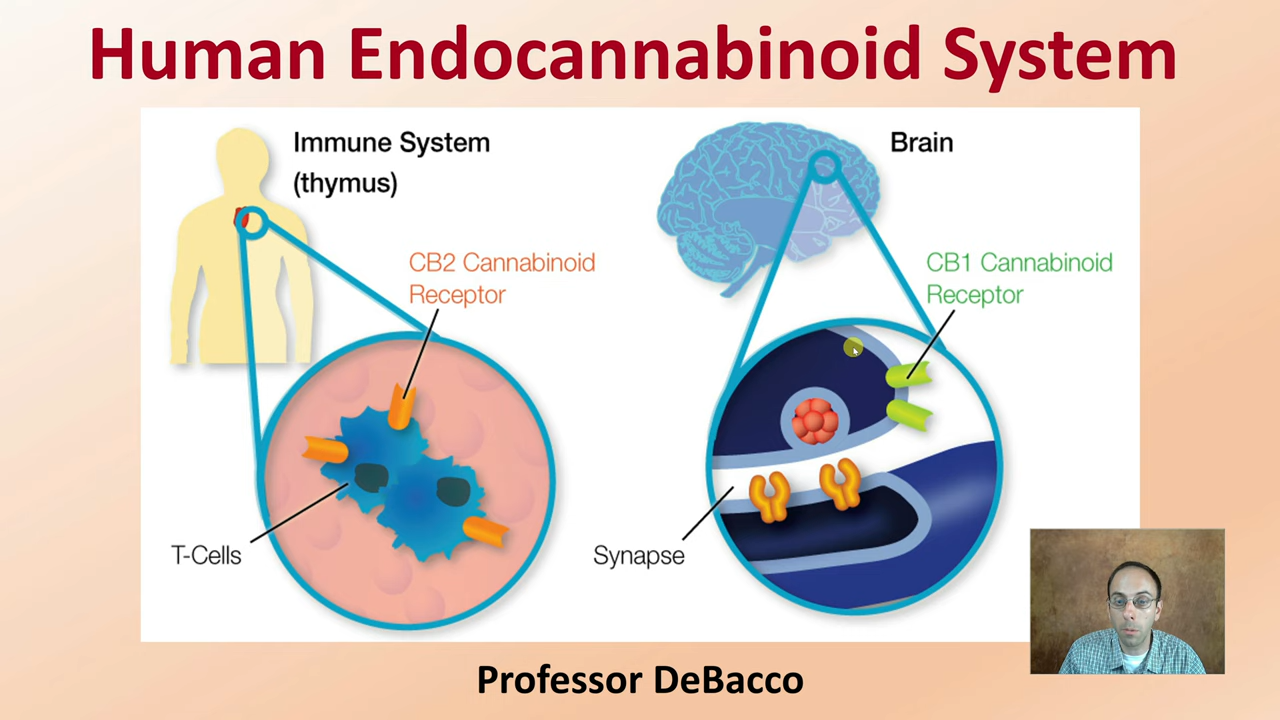 Human Endocannabinoid System
Immune System
(thymus)
Brain
CB2 Cannabinoid
Receptor
CB1 Cannabinoid
Receptor
T-Cells
Synapse
Professor DeBacco